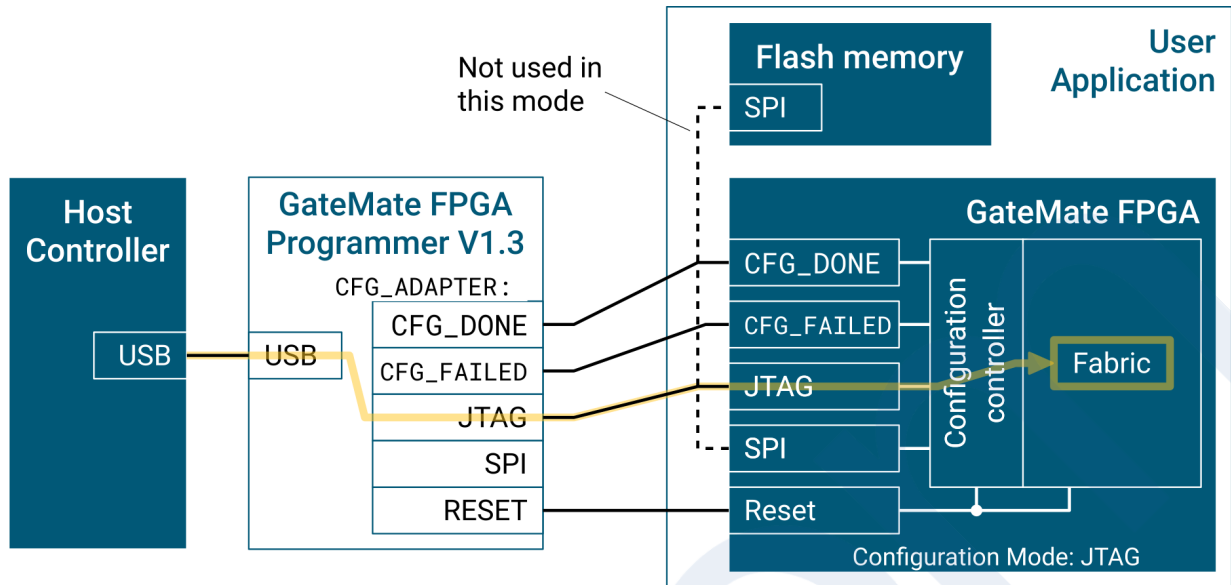 User
Application
Not used in
this mode
Flash memory
SPI
Host
Controller
USB
GateMate FPGA
Programmer V1.3
CFG_ADAPTER:
USB
CFG_DONE
CFG_FAILED
JTAG
SPI
RESET
GateMate FPGA
CFG_DONE
CFG_FAILED
JTAG
SPI
Reset
Configuration
controller
Fabric
Configuration Mode: JTAG